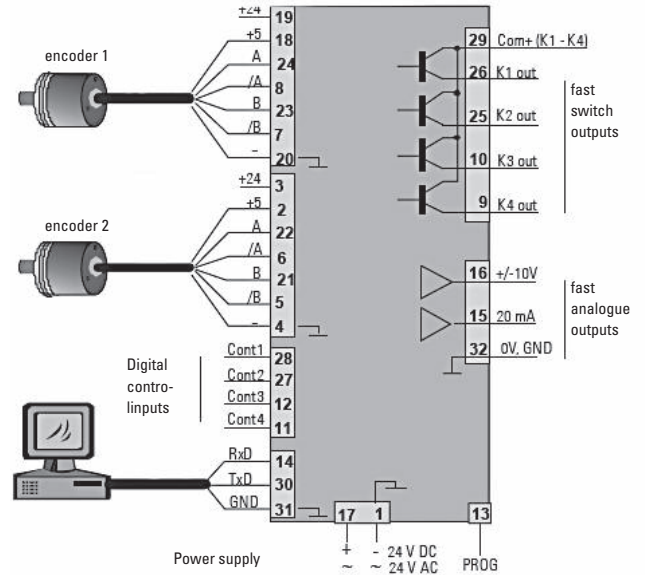 encoder 1
+24 19
+5 18
A 24
/A 8
B 23
/B 7
- 20
+24 3
encoder 2
+5 2
A 22
/A 6
B 21
/B 5
- 4
Digital
contro-
linputs
Cont1 28
Cont2 27
Cont3 12
Cont4 11
RxD 14
TxD 30
GND 31
29 Com+ (K1 - K4)
26 K1 out
25 K2 out
10 K3 out
9 K4 out
fast
switch
outputs
16 +/-10V
15 20 mA
32 0V, GND
fast
analogue
outputs
17 1
13
Power supply
+ - 24 V DC
~ ~ 24 V AC
PROG